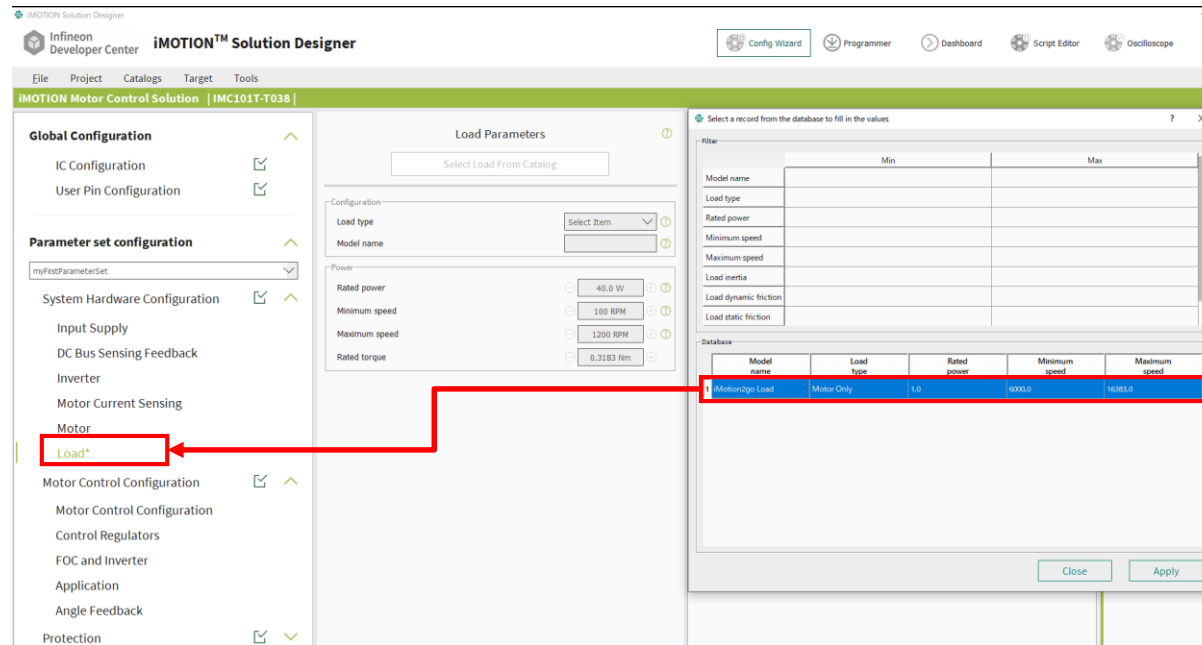 iMOTION Solution Designer
Infineon
Developer Center
iMOTION™ Solution Designer
Config Wizard
Programmer
Dashboard
Script Editor
Oscilloscope
File Project Catalogs Target Tools
iMOTION Motor Control Solution | IMC101T-T038 |
Global Configuration
IC Configuration
User Pin Configuration
Parameter set configuration
myFirstParameterSet
System Hardware Configuration
Input Supply
DC Bus Sensing Feedback
Inverter
Motor Current Sensing
Motor
Load*
Motor Control Configuration
Motor Control Configuration
Control Regulators
FOC and Inverter
Application
Angle Feedback
Protection
Load Parameters
Select Load From Catalog
Configuration
Load type Select Item
Model name
Power
Rated power 40.0 W
Minimum speed 100 RPM
Maximum speed 1200 RPM
Rated torque 0.3183 Nm
Select a record from the database to fill in the values
Filter
Min Max
Model name
Load type
Rated power
Minimum speed
Maximum speed
Load inertia
Load dynamic friction
Load static friction
Database
Model name Load type Rated power Minimum speed Maximum speed
1 iMotion2go Load Motor Only 1.0 6000.0 16383.0
Close Apply